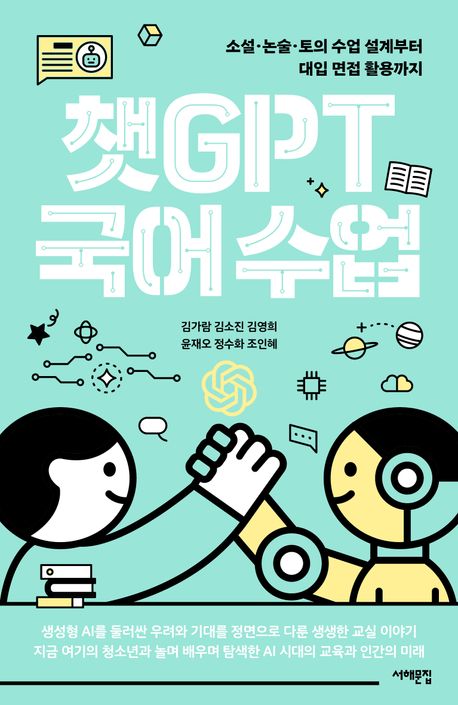 소설·논술·토의 수업 설계부터
대입 면접 활용까지
챗GPT
국어 수업
김가람 김소진 김영희
윤재오 정수화 조인혜
생성형 AI를 둘러싼 우려와 기대를 정면으로 다룬 생생한 교실 이야기
지금 여기의 청소년과 놀며 배우며 탐색한 AI 시대의 교육과 인간의 미래
서해문집